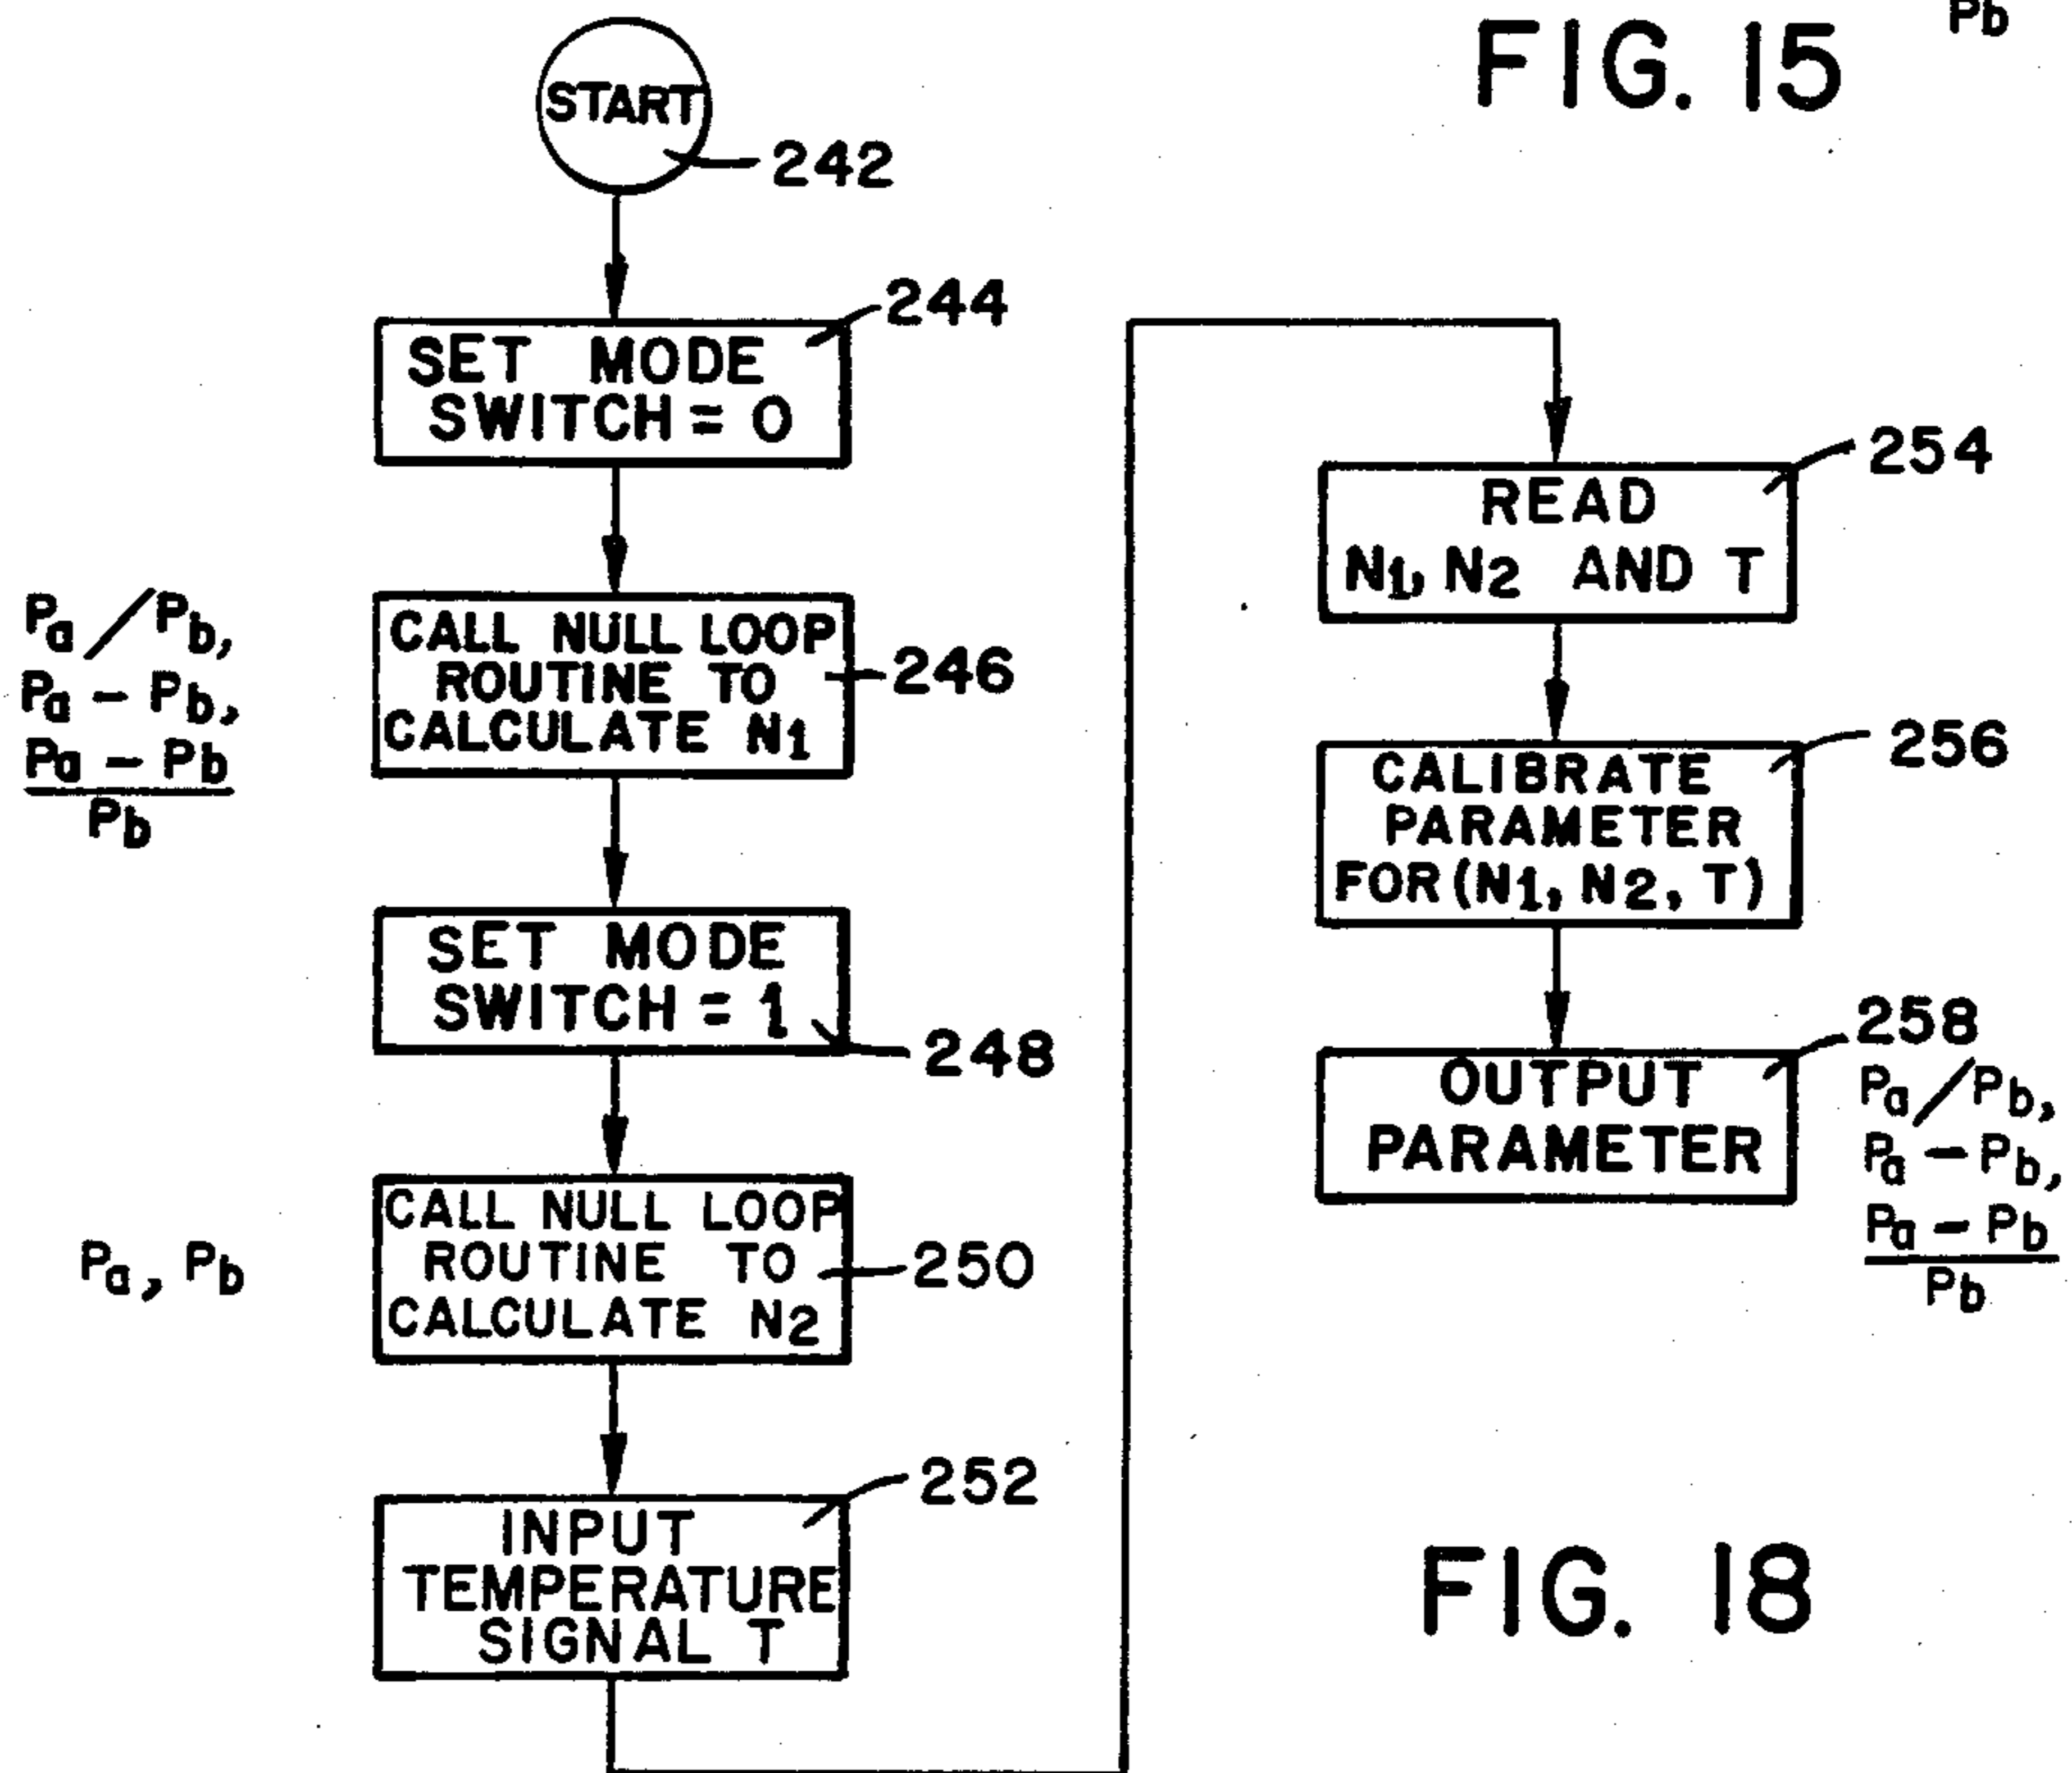 Pb
FIG. 15
START
242
244
SET MODE
SWITCH = 0
Pa/Pb,
Pa - Pb,
Pa - Pb
Pb
CALL NULL LOOP
ROUTINE TO
CALCULATE N1
246
SET MODE
SWITCH = 1
248
Pa, Pb
CALL NULL LOOP
ROUTINE TO
CALCULATE N2
250
252
INPUT
TEMPERATURE
SIGNAL T
254
READ
N1, N2 AND T
256
CALIBRATE
PARAMETER
FOR (N1, N2, T)
258
OUTPUT
PARAMETER
Pa/Pb,
Pa - Pb,
Pa - Pb
Pb
FIG. 18